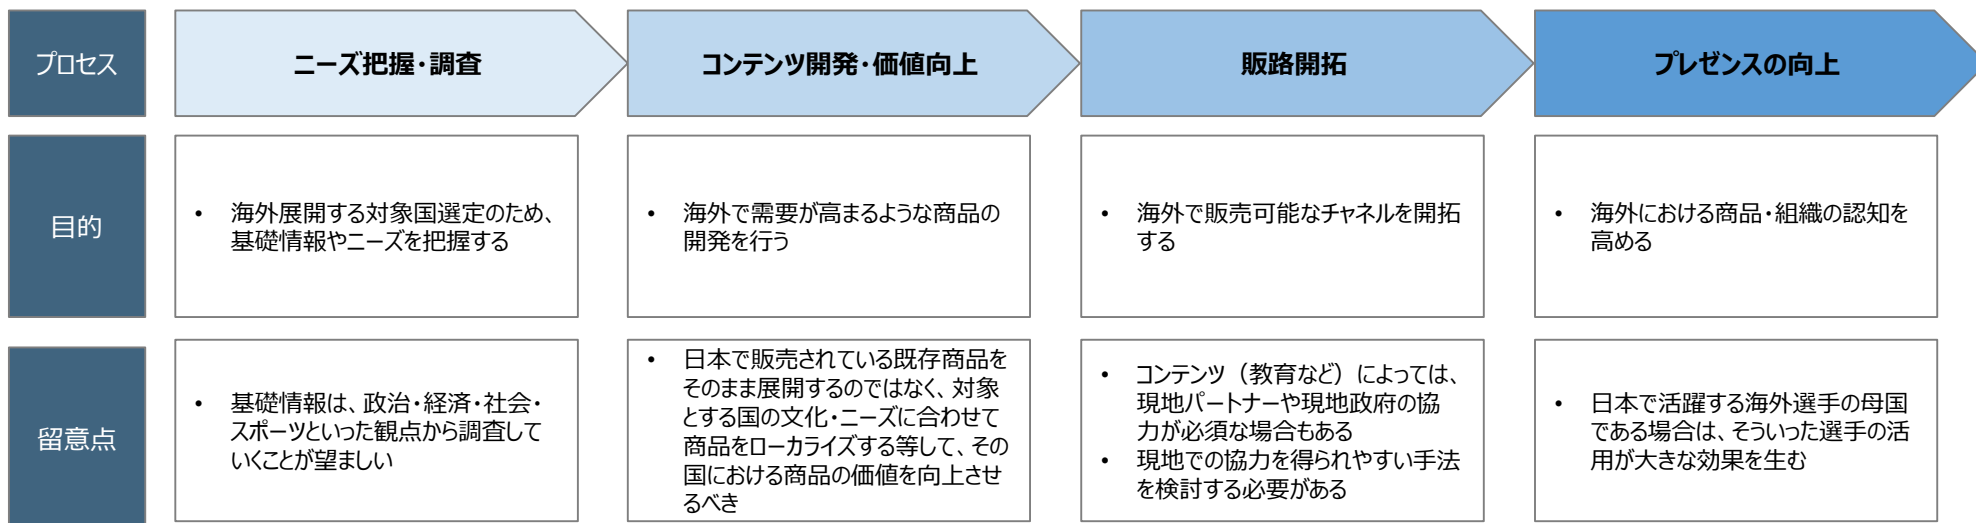 プロセス
ニーズ把握・調査
コンテンツ開発・価値向上
販路開拓
プレゼンスの向上
目的
• 海外展開する対象国選定のため、
基礎情報やニーズを把握する
• 海外で需要が高まるような商品の
開発を行う
• 海外で販売可能なチャネルを開拓
する
• 海外における商品・組織の認知を
高める
留意点
• 基礎情報は、政治・経済・社会・
スポーツといった観点から調査して
いくことが望ましい
• 日本で販売されている既存商品を
そのまま展開するのではなく、対象
とする国の文化・ニーズに合わせて
商品をローカライズする等して、その
国における商品の価値を向上させ
るべき
• コンテンツ（教育など）によっては、
現地パートナーや現地政府の協
力が必須な場合もある
• 現地での協力を得られやすい手法
を検討する必要がある
• 日本で活躍する海外選手の母国
である場合は、そういった選手の活
用が大きな効果を生む